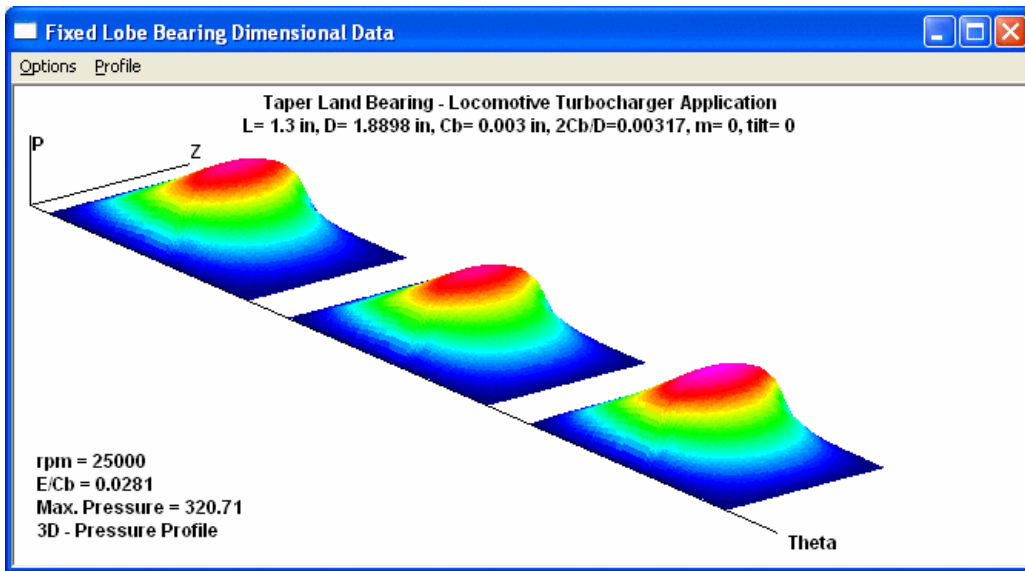 Fixed Lobe Bearing Dimensional Data
Options Profile
Taper Land Bearing - Locomotive Turbocharger Application
L= 1.3 in, D= 1.8898 in, Cb= 0.003 in, 2Cb/D=0.00317, m= 0, tilt= 0
P
Z
rpm = 25000
E/Cb = 0.0281
Max. Pressure = 320.71
3D - Pressure Profile
Theta